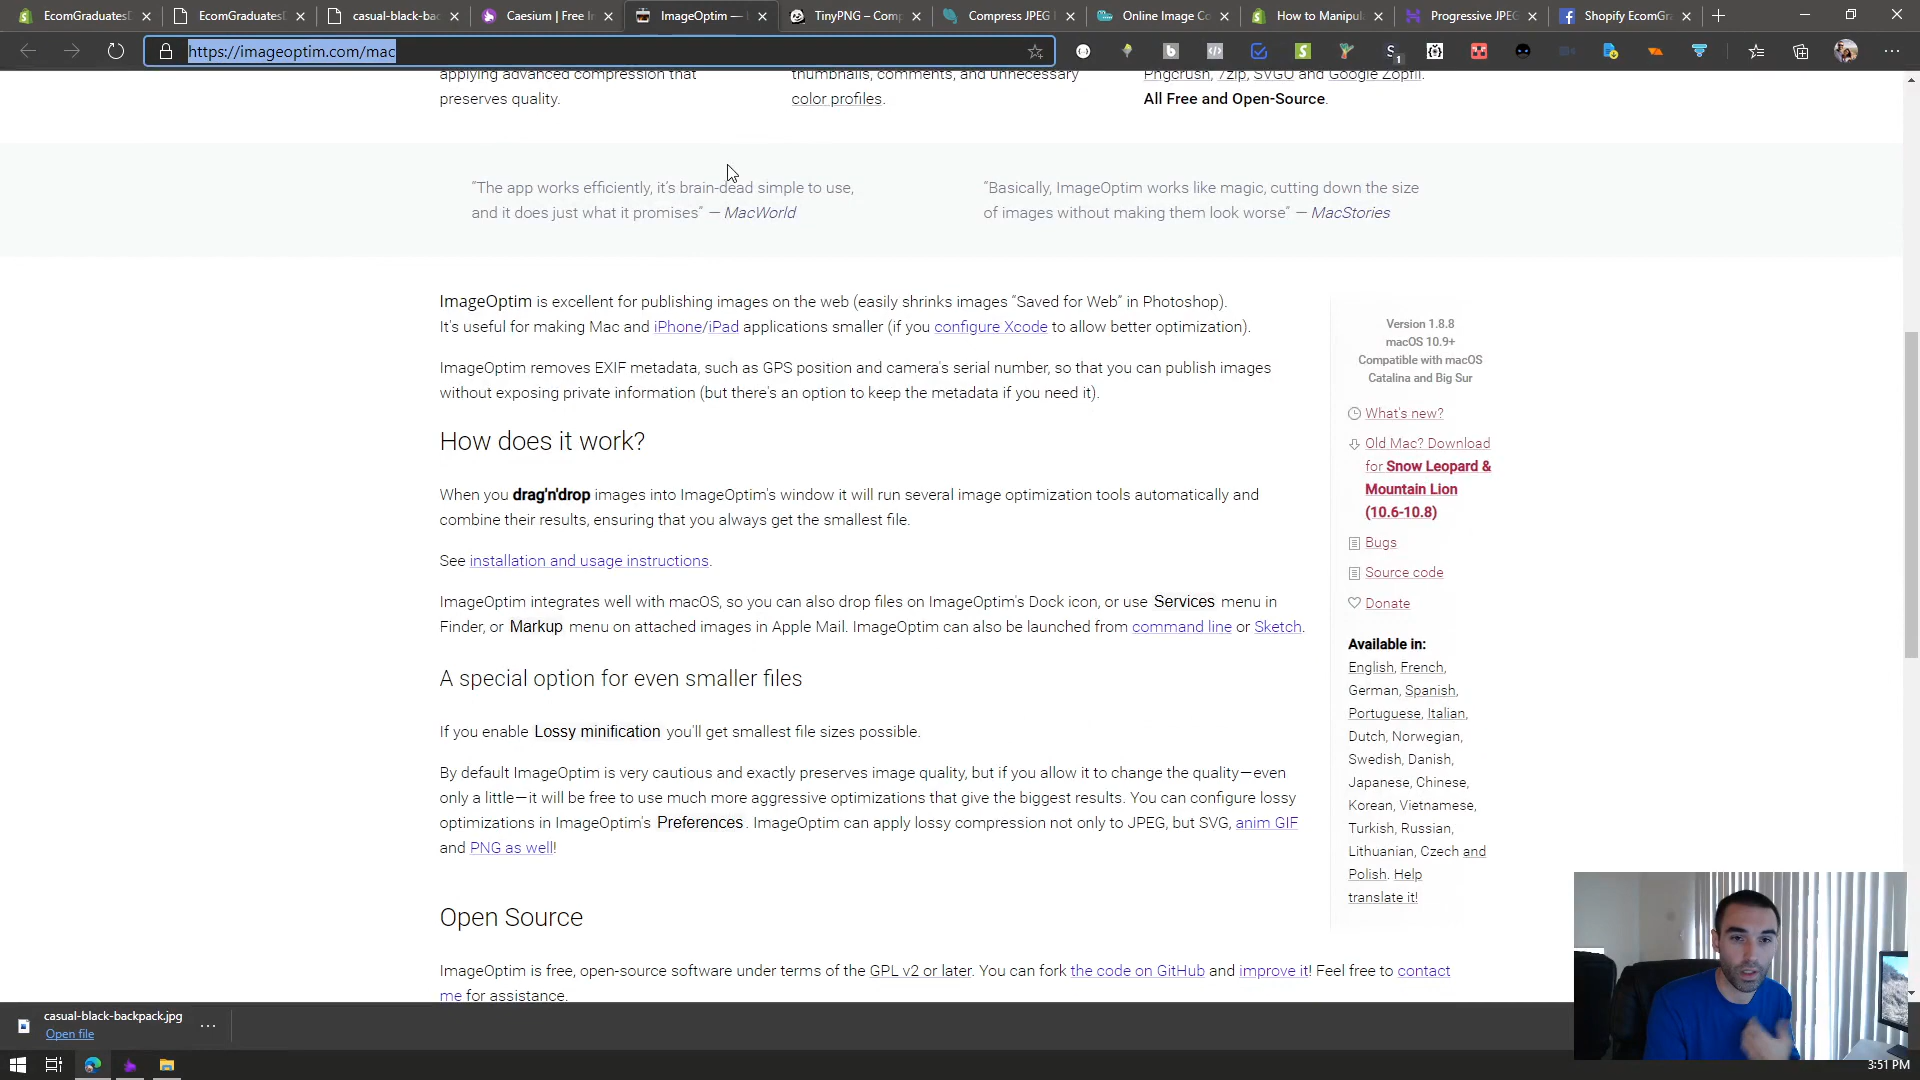 EcomGraduatesD
EcomGraduatesD
casual-black-bac
Caesium | Free I
ImageOptim —
TinyPNG – Comp
Compress JPEG
Online Image Co
How to Manipul
Progressive JPEG
Shopify EcomGra
https://imageoptim.com/mac
applying advanced compression that
preserves quality.
thumbnails, comments, and unnecessary
color profiles.
Pngcrush, 7zip, SVGO and Google Zopfli.
All Free and Open-Source.
“The app works efficiently, it’s brain-dead simple to use,
and it does just what it promises” — MacWorld
“Basically, ImageOptim works like magic, cutting down the size
of images without making them look worse” — MacStories
ImageOptim is excellent for publishing images on the web (easily shrinks images “Saved for Web” in Photoshop).
It's useful for making Mac and iPhone/iPad applications smaller (if you configure Xcode to allow better optimization).
ImageOptim removes EXIF metadata, such as GPS position and camera's serial number, so that you can publish images
without exposing private information (but there's an option to keep the metadata if you need it).
How does it work?
When you drag'n'drop images into ImageOptim's window it will run several image optimization tools automatically and
combine their results, ensuring that you always get the smallest file.
See installation and usage instructions.
ImageOptim integrates well with macOS, so you can also drop files on ImageOptim's Dock icon, or use Services menu in
Finder, or Markup menu on attached images in Apple Mail. ImageOptim can also be launched from command line or Sketch.
A special option for even smaller files
If you enable Lossy minification you'll get smallest file sizes possible.
By default ImageOptim is very cautious and exactly preserves image quality, but if you allow it to change the quality—even
only a little—it will be free to use much more aggressive optimizations that give the biggest results. You can configure lossy
optimizations in ImageOptim's Preferences. ImageOptim can apply lossy compression not only to JPEG, but SVG, anim GIF
and PNG as well!
Open Source
ImageOptim is free, open-source software under terms of the GPL v2 or later. You can fork the code on GitHub and improve it! Feel free to contact
me for assistance.
Version 1.8.8
macOS 10.9+
Compatible with macOS
Catalina and Big Sur
What's new?
Old Mac? Download
for Snow Leopard &
Mountain Lion
(10.6-10.8)
Bugs
Source code
Donate
Available in:
English, French,
German, Spanish,
Portuguese, Italian,
Dutch, Norwegian,
Swedish, Danish,
Japanese, Chinese,
Korean, Vietnamese,
Turkish, Russian,
Lithuanian, Czech and
Polish. Help
translate it!
casual-black-backpack.jpg
Open file
3:51 PM